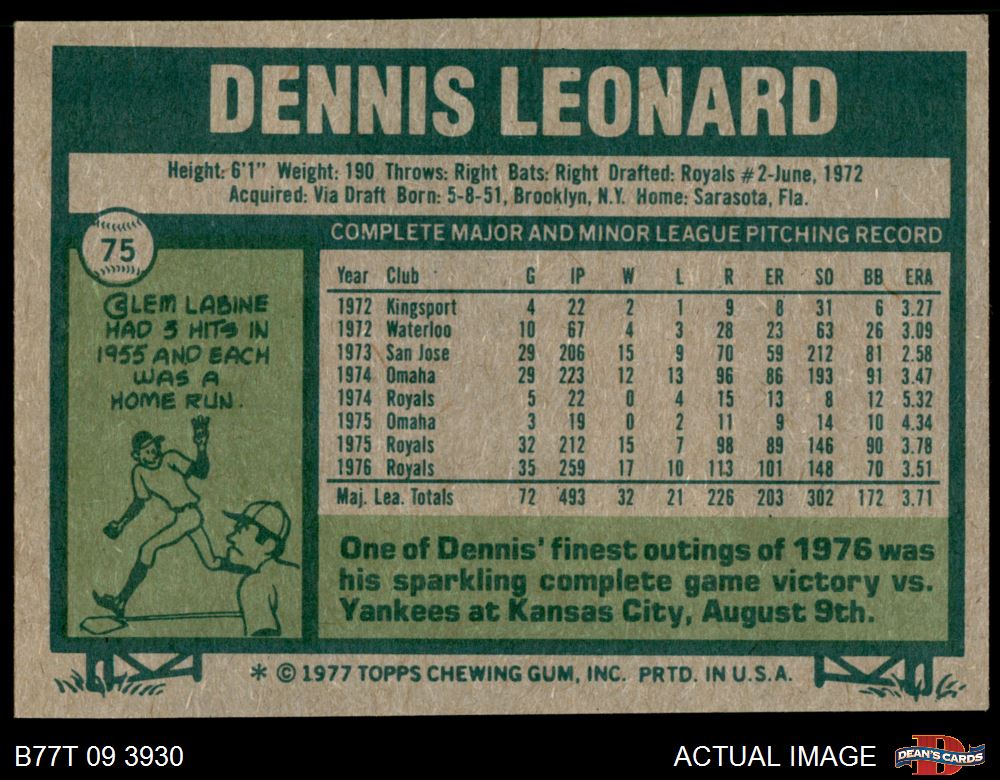 DENNIS LEONARD
Height: 6'1" Weight: 190 Throws: Right Bats: Right Drafted: Royals #2-June, 1972
Acquired: Via Draft Born: 5-8-51, Brooklyn, N.Y. Home: Sarasota, Fla.
75
CLEM LABINE
HAD 3 HITS IN
1955 AND EACH
WAS A
HOME RUN.
COMPLETE MAJOR AND MINOR LEAGUE PITCHING RECORD
Year Club G IP W L R ER SO BB ERA
1972 Kingsport 4 22 2 1 9 8 31 6 3.27
1972 Waterloo 10 67 4 3 28 23 63 26 3.09
1973 San Jose 29 206 15 9 70 59 212 81 2.58
1974 Omaha 29 223 12 13 96 86 193 91 3.47
1974 Royals 5 22 0 4 15 13 8 12 5.32
1975 Omaha 3 19 0 2 11 9 14 10 4.34
1975 Royals 32 212 15 7 98 89 146 90 3.78
1976 Royals 35 259 17 10 113 101 148 70 3.51
Maj. Lea. Totals 72 493 32 21 226 203 302 172 3.71
One of Dennis' finest outings of 1976 was
his sparkling complete game victory vs.
Yankees at Kansas City, August 9th.
* © 1977 TOPPS CHEWING GUM, INC. PRTD. IN U.S.A.
B77T 09 3930
ACTUAL IMAGE
D
DEAN'S CARDS